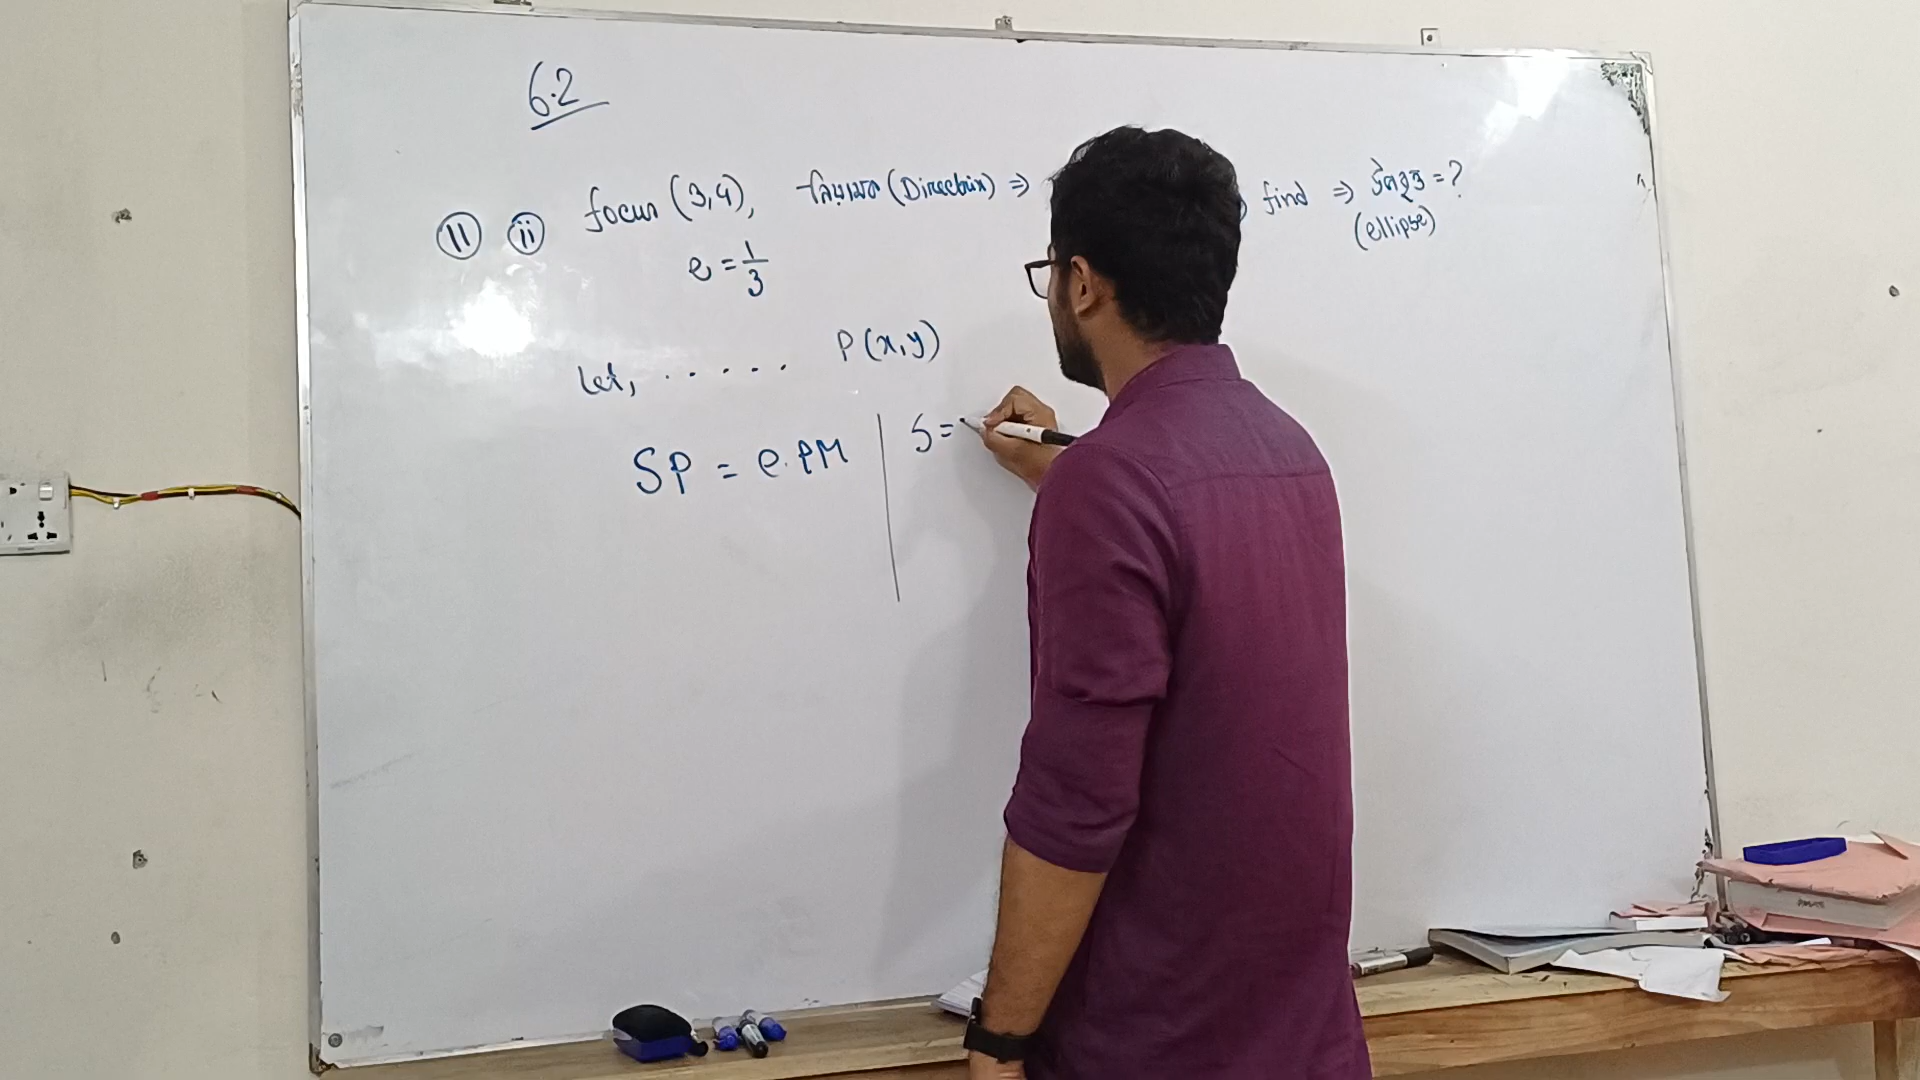 6.2
11 ii focus (3,4), নিয়ামক (Directrix) ⇒ ) find ⇒ উপবৃত্ত = ?
(ellipse)
e = 1/3
Let, ..... P(x,y)
SP = e.PM | S =